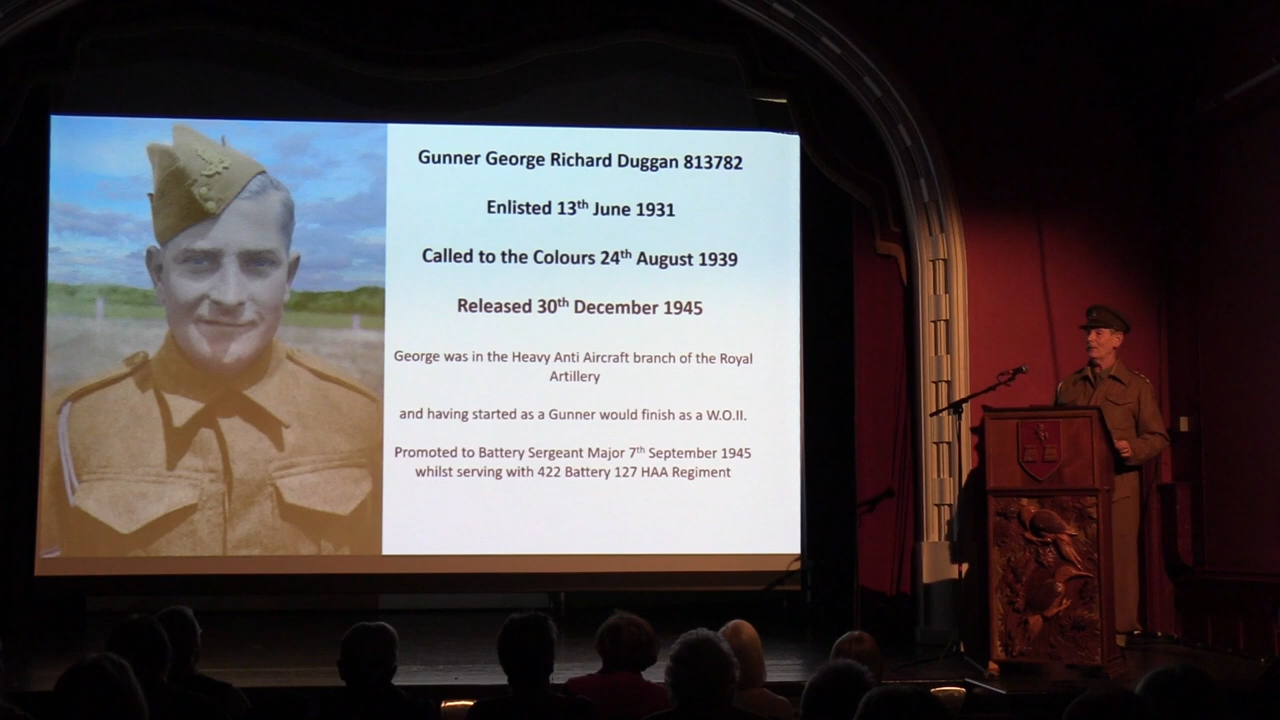 Gunner George Richard Duggan 813782
Enlisted 13th June 1931
Called to the Colours 24th August 1939
Released 30th December 1945
George was in the Heavy Anti Aircraft branch of the Royal
Artillery
and having started as a Gunner would finish as a W.O.II.
Promoted to Battery Sergeant Major 7th September 1945
whilst serving with 422 Battery 127 HAA Regiment